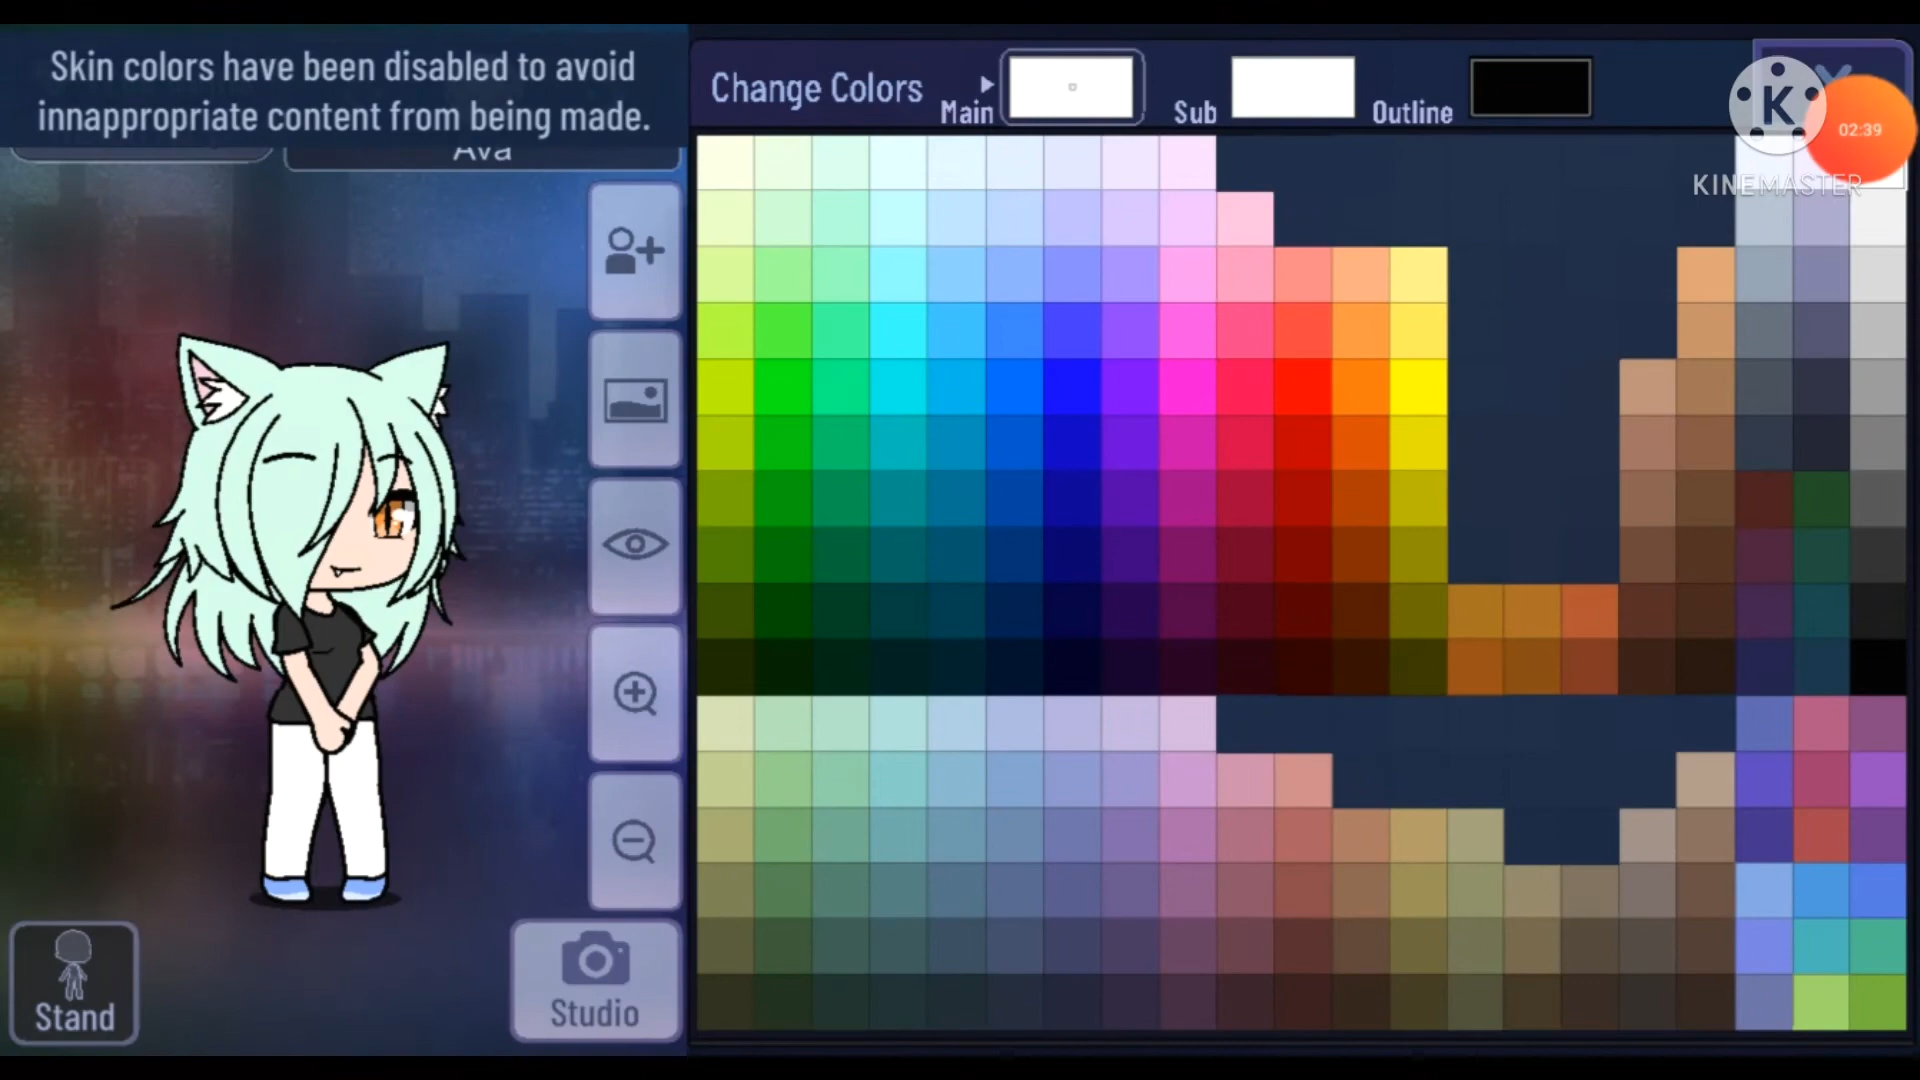 Skin colors have been disabled to avoid
innappropriate content from being made.
Ava
Change Colors
Main
Sub
Outline
K
02:39
KINEMASTER
Stand
Studio